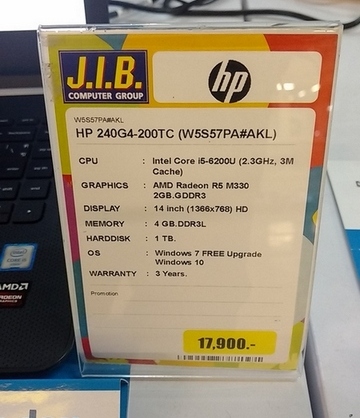 J.I.B.
COMPUTER GROUP
hp
W5S57PA#AKL
HP 240G4-200TC (W5S57PA#AKL)
CPU : Intel Core i5-6200U (2.3GHz, 3M
Cache)
GRAPHICS : AMD Radeon R5 M330
2GB.GDDR3
DISPLAY : 14 inch (1366x768) HD
MEMORY : 4 GB.DDR3L
HARDDISK : 1 TB.
OS : Windows 7 FREE Upgrade
Windows 10
WARRANTY : 3 Years.
Promotion
17,900.-
AMD
RADEON